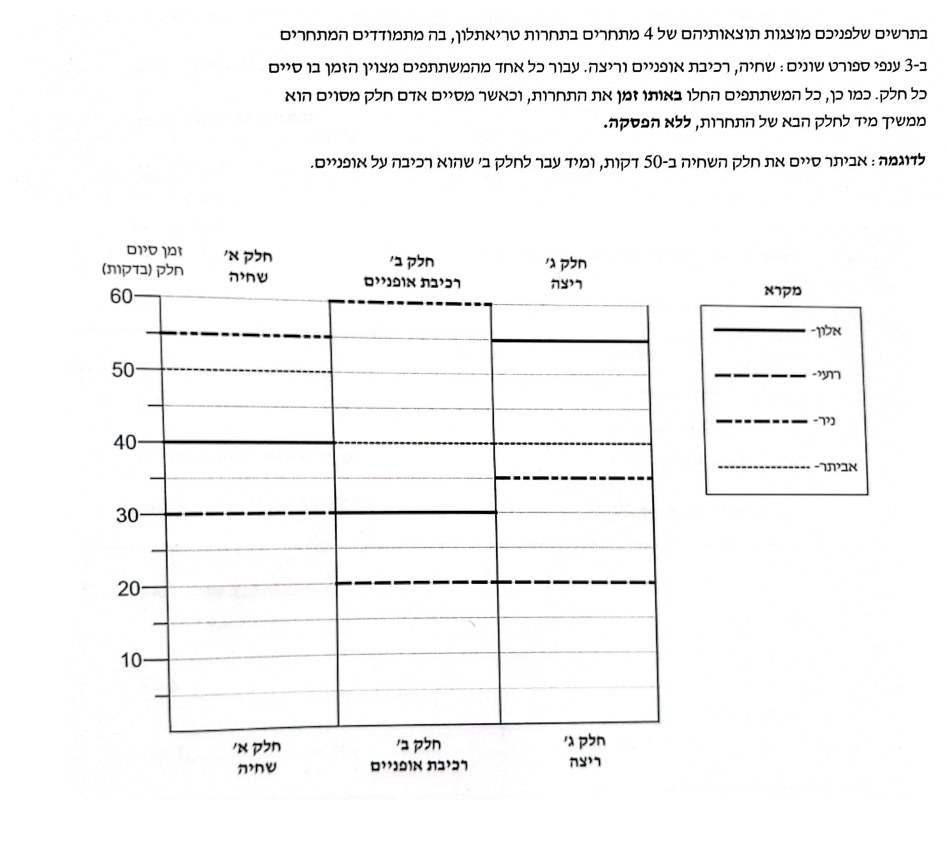 בתרשים שלפניכם מוצגות תוצאותיהם של 4 מתחרים בתחרות טריאתלון, בה מתמודדים המתחרים
ב-3 ענפי ספורט שונים: שחיה, רכיבת אופניים וריצה. עבור כל אחד מהמשתתפים מצוין הזמן בו סיים
כל חלק. כמו כן, כל המשתתפים החלו באותו זמן את התחרות, וכאשר מסיים אדם חלק מסוים הוא
ממשיך מיד לחלק הבא של התחרות, ללא הפסקה.
לדוגמה: אביתר סיים את חלק השחיה ב-50 דקות, ומיד עבר לחלק ב' שהוא רכיבה על אופניים.
זמן סיום
חלק (בדקות)
חלק א'
שחיה
חלק ב'
רכיבת אופניים
חלק ג'
ריצה
60
50
40
30
20
10
חלק א'
שחיה
חלק ב'
רכיבת אופניים
חלק ג'
ריצה
מקרא
אלון-
רועי-
ניר-
אביתר-